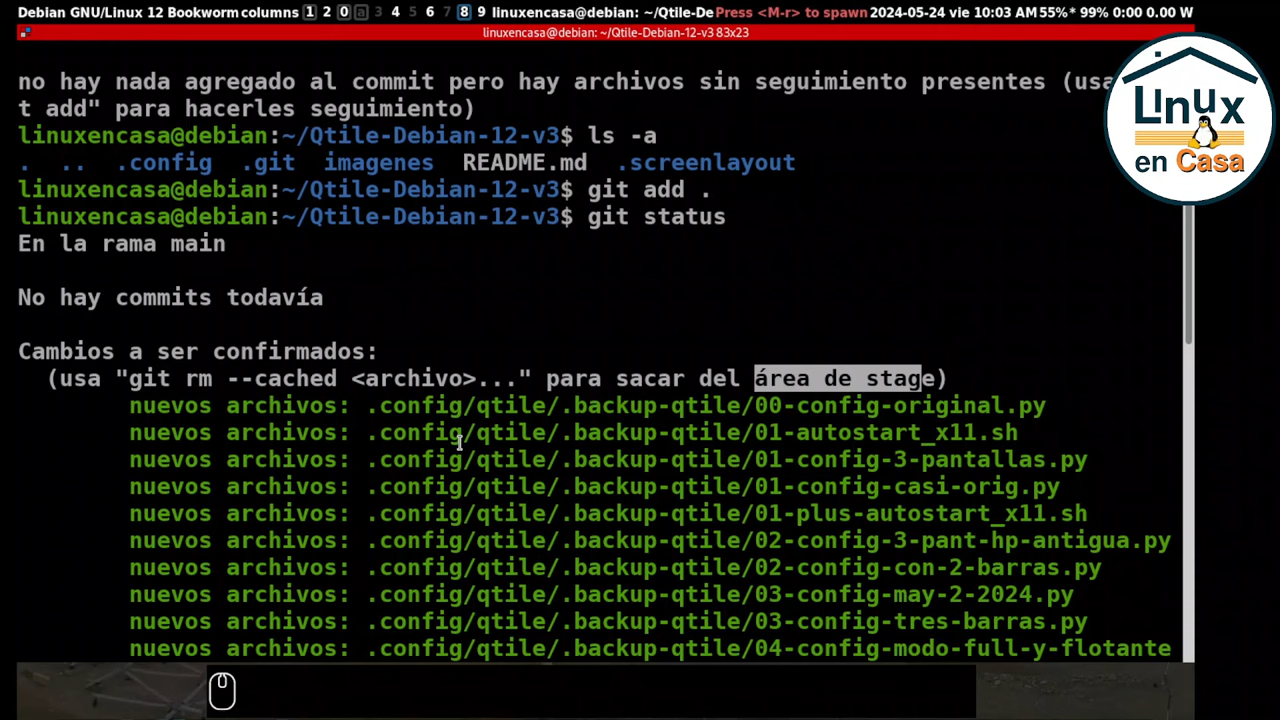 Debian GNU/Linux 12 Bookworm columns 1 2 0 a 3 4 5 6 7 8 9 linuxencasa@debian: ~/Qtile-De Press <M-r> to spawn 2024-05-24 vie 10:03 AM 55%* 99% 0:00 0.00 W
linuxencasa@debian: ~/Qtile-Debian-12-v3 83x23
no hay nada agregado al commit pero hay archivos sin seguimiento presentes (usa
t add" para hacerles seguimiento)
linuxencasa@debian:~/Qtile-Debian-12-v3$ ls -a
. .. .config .git imagenes README.md .screenlayout
linuxencasa@debian:~/Qtile-Debian-12-v3$ git add .
linuxencasa@debian:~/Qtile-Debian-12-v3$ git status
En la rama main
No hay commits todavía
Cambios a ser confirmados:
(usa "git rm --cached <archivo>..." para sacar del área de stage)
nuevos archivos: .config/qtile/.backup-qtile/00-config-original.py
nuevos archivos: .config/qtile/.backup-qtile/01-autostart_x11.sh
nuevos archivos: .config/qtile/.backup-qtile/01-config-3-pantallas.py
nuevos archivos: .config/qtile/.backup-qtile/01-config-casi-orig.py
nuevos archivos: .config/qtile/.backup-qtile/01-plus-autostart_x11.sh
nuevos archivos: .config/qtile/.backup-qtile/02-config-3-pant-hp-antigua.py
nuevos archivos: .config/qtile/.backup-qtile/02-config-con-2-barras.py
nuevos archivos: .config/qtile/.backup-qtile/03-config-may-2-2024.py
nuevos archivos: .config/qtile/.backup-qtile/03-config-tres-barras.py
nuevos archivos: .config/qtile/.backup-qtile/04-config-modo-full-y-flotante
Linux
en Casa